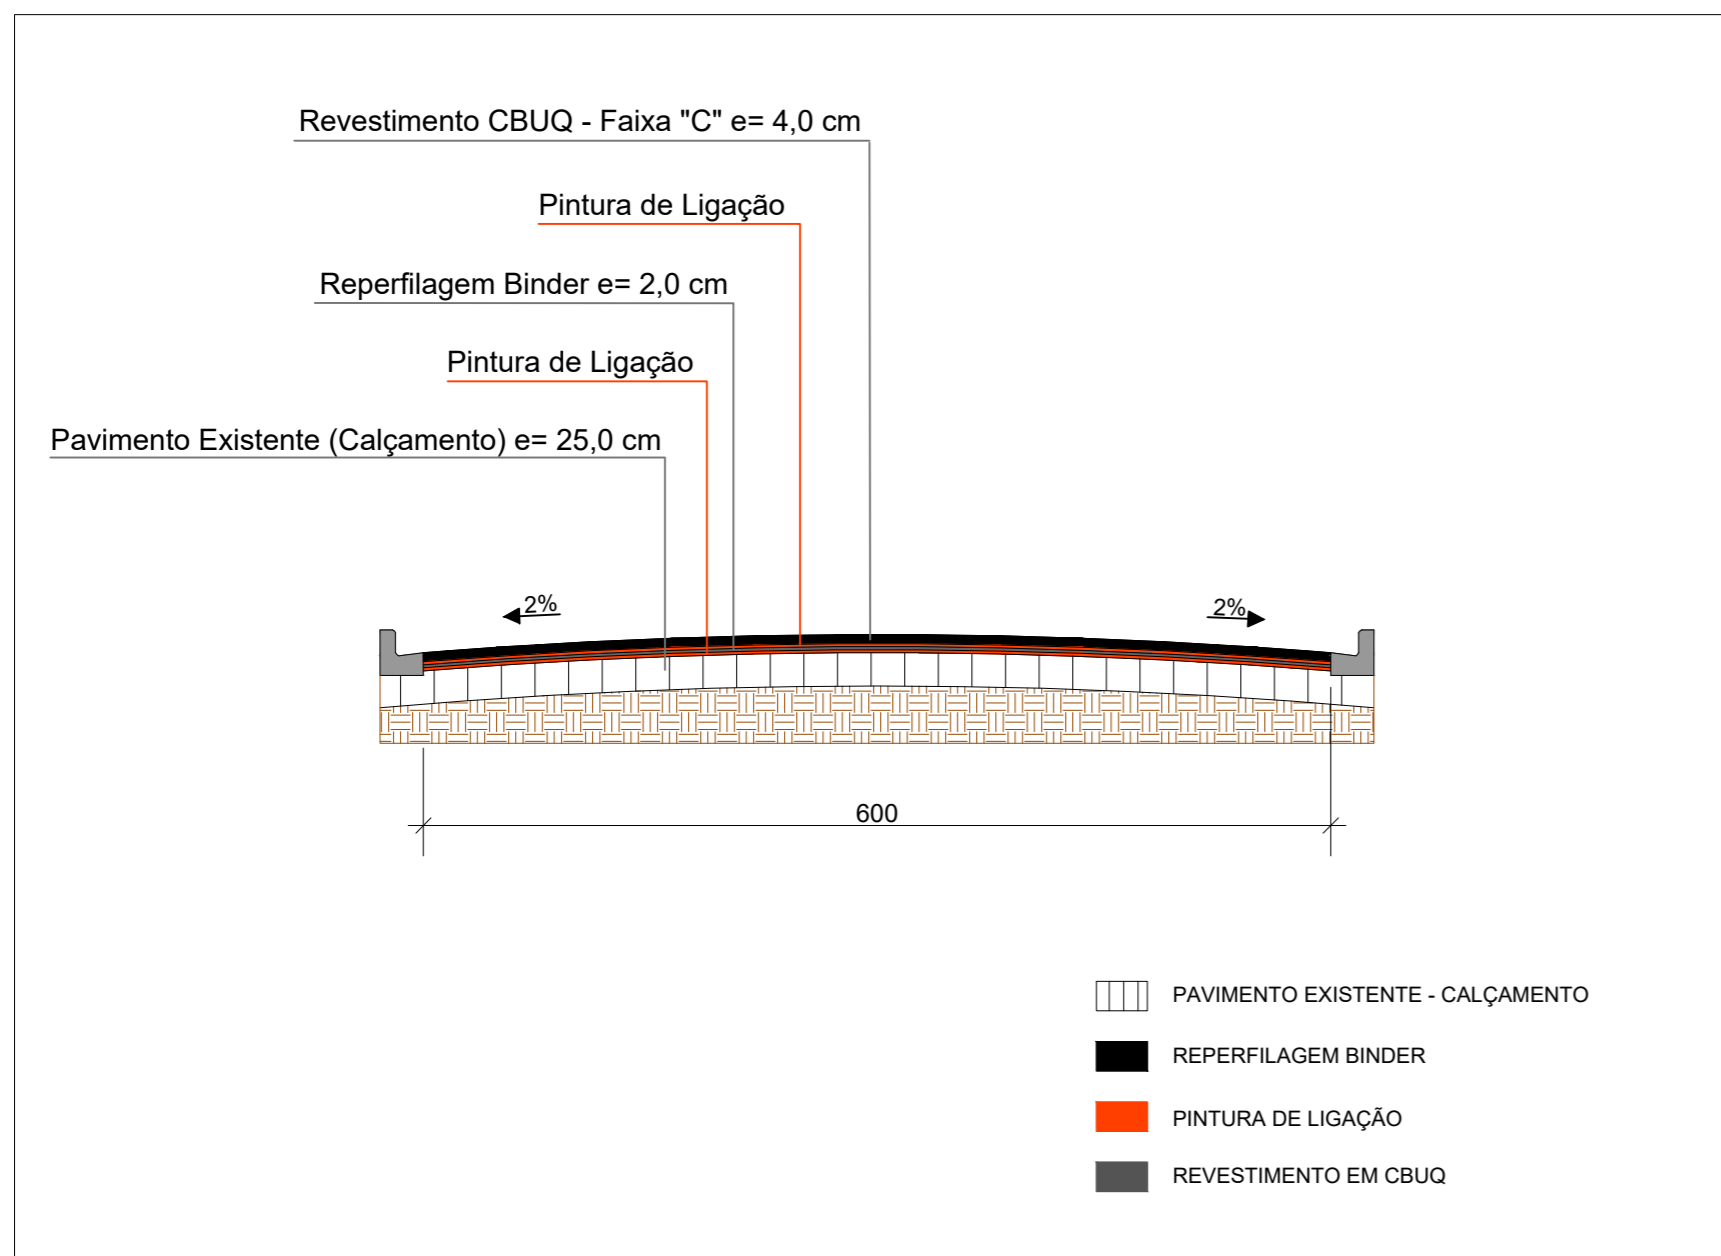 Revestimento CBUQ - Faixa "C" e= 4,0 cm
Pintura de Ligação
Reperfilagem Binder e= 2,0 cm
Pintura de Ligação
Pavimento Existente (Calçamento) e= 25,0 cm
2%
2%
600
PAVIMENTO EXISTENTE - CALÇAMENTO
REPERFILAGEM BINDER
PINTURA DE LIGAÇÃO
REVESTIMENTO EM CBUQ